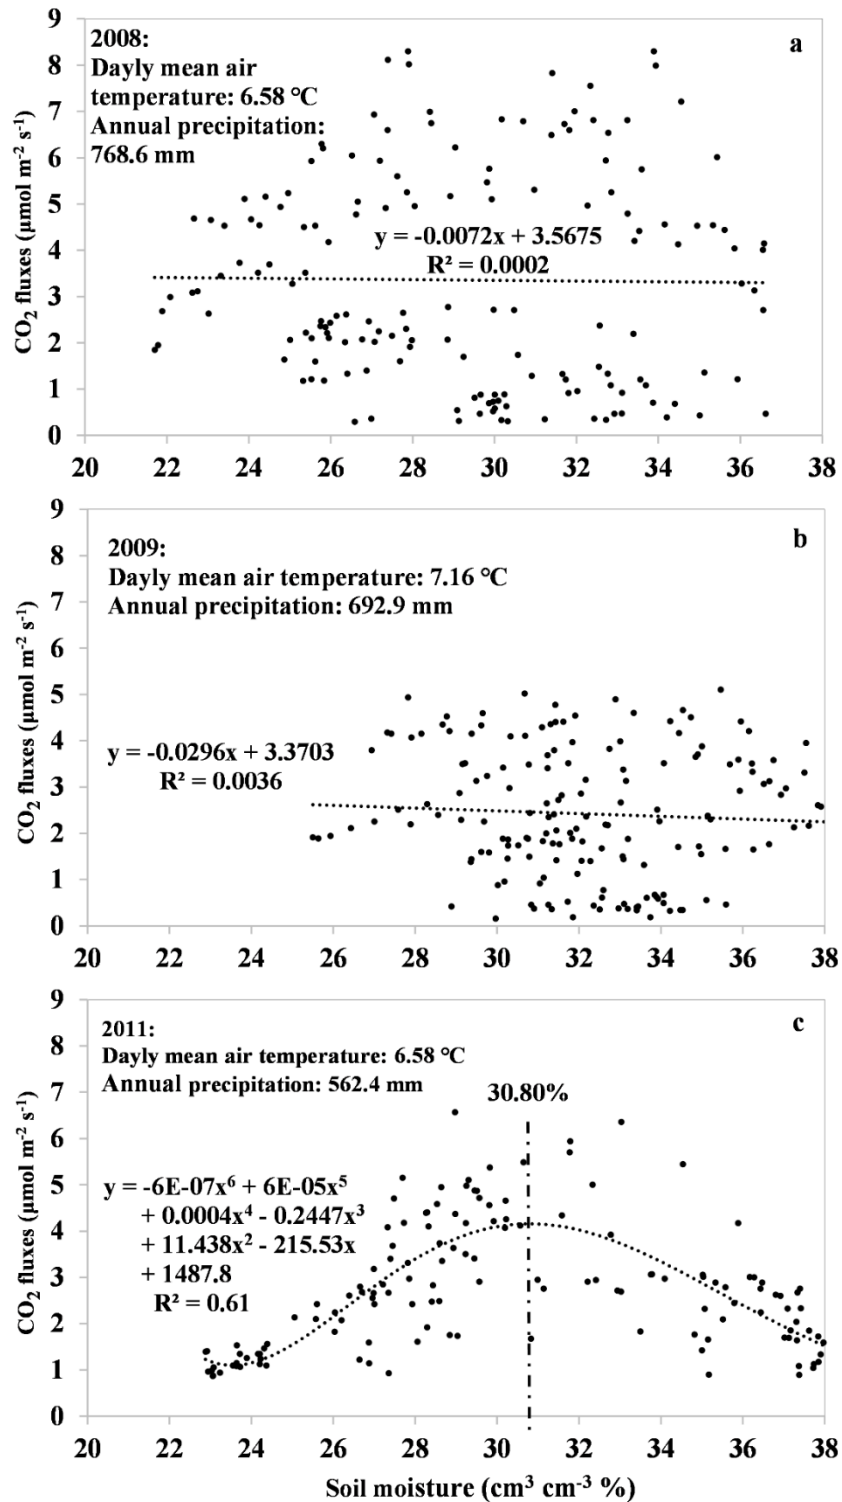 a
2008:
Dayly mean air
temperature: 6.58 °C
Annual precipitation:
768.6 mm
9
8
7
6
5
4
3
2
1
0
CO₂ fluxes (μmol m⁻² s⁻¹)
y = -0.0072x + 3.5675
R² = 0.0002
20 22 24 26 28 30 32 34 36 38
b
2009:
Dayly mean air temperature: 7.16 °C
Annual precipitation: 692.9 mm
9
8
7
6
5
4
3
2
1
0
CO₂ fluxes (μmol m⁻² s⁻¹)
y = -0.0296x + 3.3703
R² = 0.0036
20 22 24 26 28 30 32 34 36 38
c
2011:
Dayly mean air temperature: 6.58 °C
Annual precipitation: 562.4 mm
30.80%
9
8
7
6
5
4
3
2
1
0
CO₂ fluxes (μmol m⁻² s⁻¹)
y = -6E-07x⁶ + 6E-05x⁵
+ 0.0004x⁴ - 0.2447x³
+ 11.438x² - 215.53x
+ 1487.8
R² = 0.61
20 22 24 26 28 30 32 34 36 38
Soil moisture (cm³ cm⁻³ %)